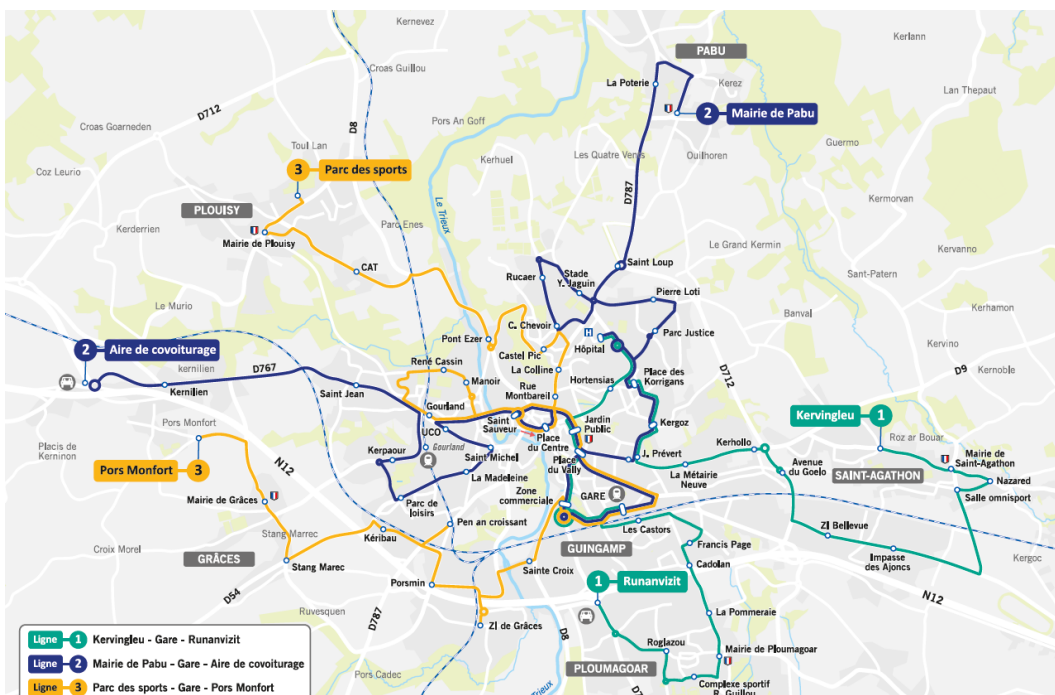 Kernevez
Kerlann
PABU
Croas Guillou
La Poterie
Kerez
Lan Thepaut
D712
D8
2 Mairie de Pabu
Croas Goarneden
Pors An Goff
Toul Lan
Kerhuel
Les Quatre Vents
Ouilhoren
Guermo
Coz Leurio
3 Parc des sports
Le Trieux
D787
Kermorvan
PLOUISY
Parc Enes
Kerderrien
Mairie de Plouisy
Le Grand Kermin
Kervanno
CAT
Rucaer
Stade
Y. Jaguin
Saint Loup
Sant-Patern
Le Murio
Pierre Loti
Kerhamon
C. Chevoir
Banval
Pont Ezer
H
Hôpital
Parc Justice
Kervino
2 Aire de covoiturage
Castel Pic
kernilien
D767
René Cassin
La Colline
Place des
Korrigans
D712
D9
Kernoble
Kernilien
Saint Jean
Manoir
Rue
Montbareil
Hortensias
Kervingleu 1
Pors Monfort
Gourland
Saint
Sauveur
Jardin
Public
Kergoz
Roz ar Bouar
UCO
Gourland
Place
du Centre
Kerhollo
Placis de
Kerninon
Kerpaour
Saint Michel
Place
du Vally
J. Prévert
Mairie de
Saint-Agathon
Pors Monfort 3
N12
La Madeleine
La Métairie
Neuve
Avenue
du Goelo
SAINT-AGATHON
Nazared
Mairie de Grâces
Parc de
loisirs
Zone
commerciale
GARE
Salle omnisport
Stang Marrec
Pen an croissant
Les Castors
ZI Bellevue
Croix Morel
Kéribau
GUINGAMP
Francis Page
Impasse
des Ajoncs
Kergoc
GRÂCES
Stang Marec
Sainte Croix
Cadolan
Porsmin
1 Runanvizit
N12
D54
Ruvesquen
D787
La Pommeraie
ZI de Grâces
D8
Roglazou
Mairie de Ploumagoar
Ligne 1 Kervingleu - Gare - Runanvizit
Ligne 2 Mairie de Pabu - Gare - Aire de covoiturage
PLOUMAGOAR
Pors Cadec
Complexe sportif
R. Guillou
Ligne 3 Parc des sports - Gare - Pors Monfort
Trieux